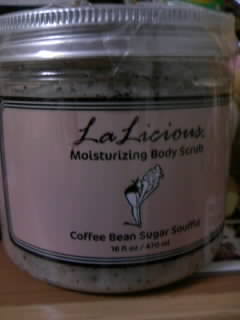 LaLicious
Moisturizing Body Scrub
Coffee Bean Sugar Soufflé
16 fl oz / 470 ml